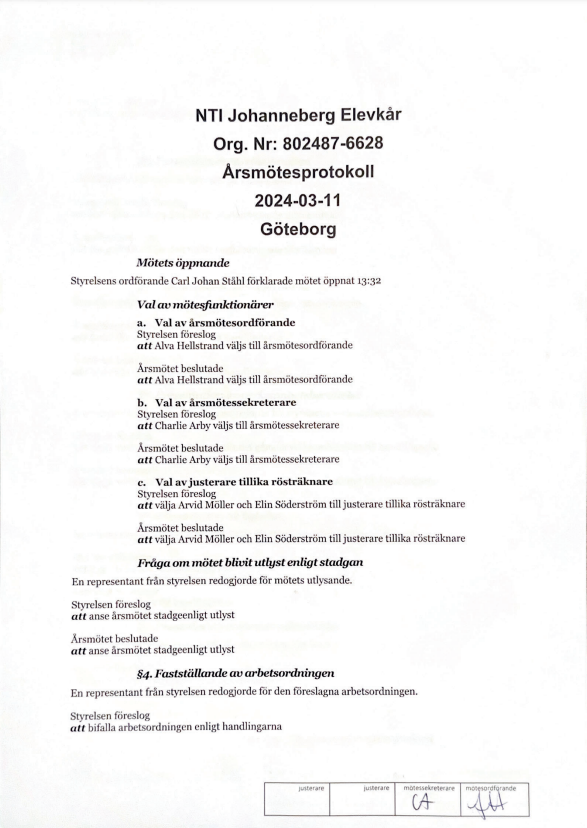 NTI Johanneberg Elevkår
Org. Nr: 802487-6628
Årsmötesprotokoll
2024-03-11
Göteborg
Mötets öppnande
Styrelsens ordförande Carl Johan Ståhl förklarade mötet öppnat 13:32
Val av mötesfunktionärer
a. Val av årsmötesordförande
Styrelsen föreslog
att Alva Hellstrand väljs till årsmötesordförande
Årsmötet beslutade
att Alva Hellstrand väljs till årsmötesordförande
b. Val av årsmötessekreterare
Styrelsen föreslog
att Charlie Arby väljs till årsmötessekreterare
Årsmötet beslutade
att Charlie Arby väljs till årsmötessekreterare
c. Val av justerare tillika rösträknare
Styrelsen föreslog
att välja Arvid Möller och Elin Söderström till justerare tillika rösträknare
Årsmötet beslutade
att välja Arvid Möller och Elin Söderström till justerare tillika rösträknare
Fråga om mötet blivit utlyst enligt stadgan
En representant från styrelsen redogjorde för mötets utlysande.
Styrelsen föreslog
att anse årsmötet stadgeenligt utlyst
Årsmötet beslutade
att anse årsmötet stadgeenligt utlyst
§4. Fastställande av arbetsordningen
En representant från styrelsen redogjorde för den föreslagna arbetsordningen.
Styrelsen föreslog
att bifalla arbetsordningen enligt handlingarna
justerare justerare mötessekreterare mötesordförande
CA